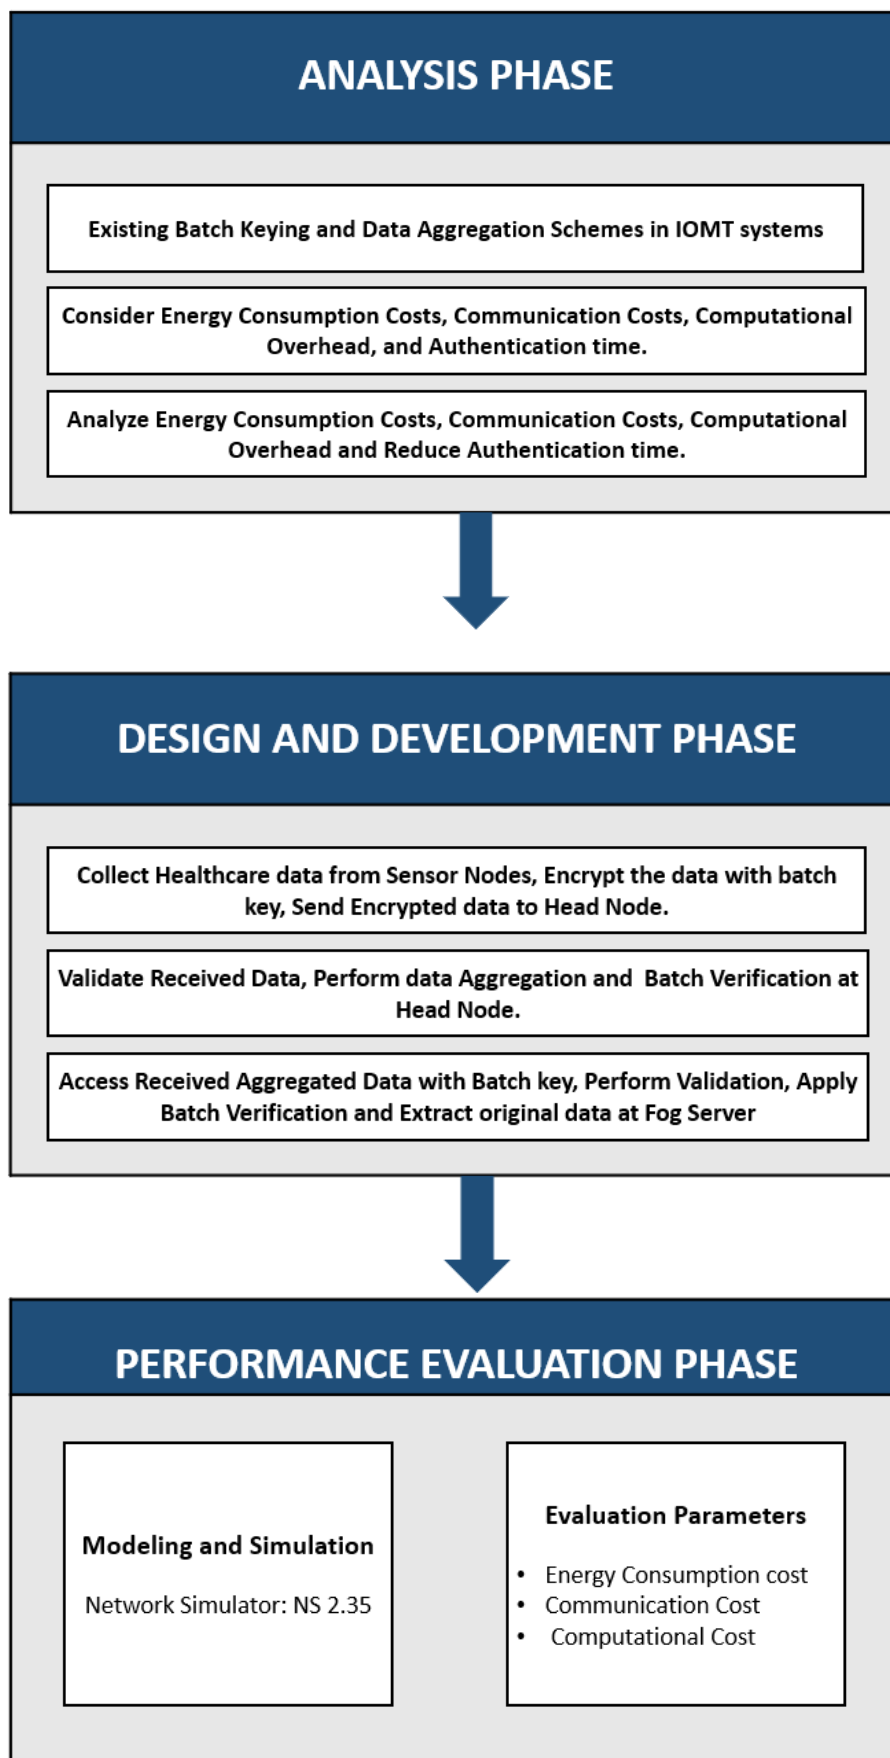 ANALYSIS PHASE
Existing Batch Keying and Data Aggregation Schemes in IOMT systems
Consider Energy Consumption Costs, Communication Costs, Computational
Overhead, and Authentication time.
Analyze Energy Consumption Costs, Communication Costs, Computational
Overhead and Reduce Authentication time.
DESIGN AND DEVELOPMENT PHASE
Collect Healthcare data from Sensor Nodes, Encrypt the data with batch
key, Send Encrypted data to Head Node.
Validate Received Data, Perform data Aggregation and Batch Verification at
Head Node.
Access Received Aggregated Data with Batch key, Perform Validation, Apply
Batch Verification and Extract original data at Fog Server
PERFORMANCE EVALUATION PHASE
Modeling and Simulation
Network Simulator: NS 2.35
Evaluation Parameters
• Energy Consumption cost
• Communication Cost
• Computational Cost